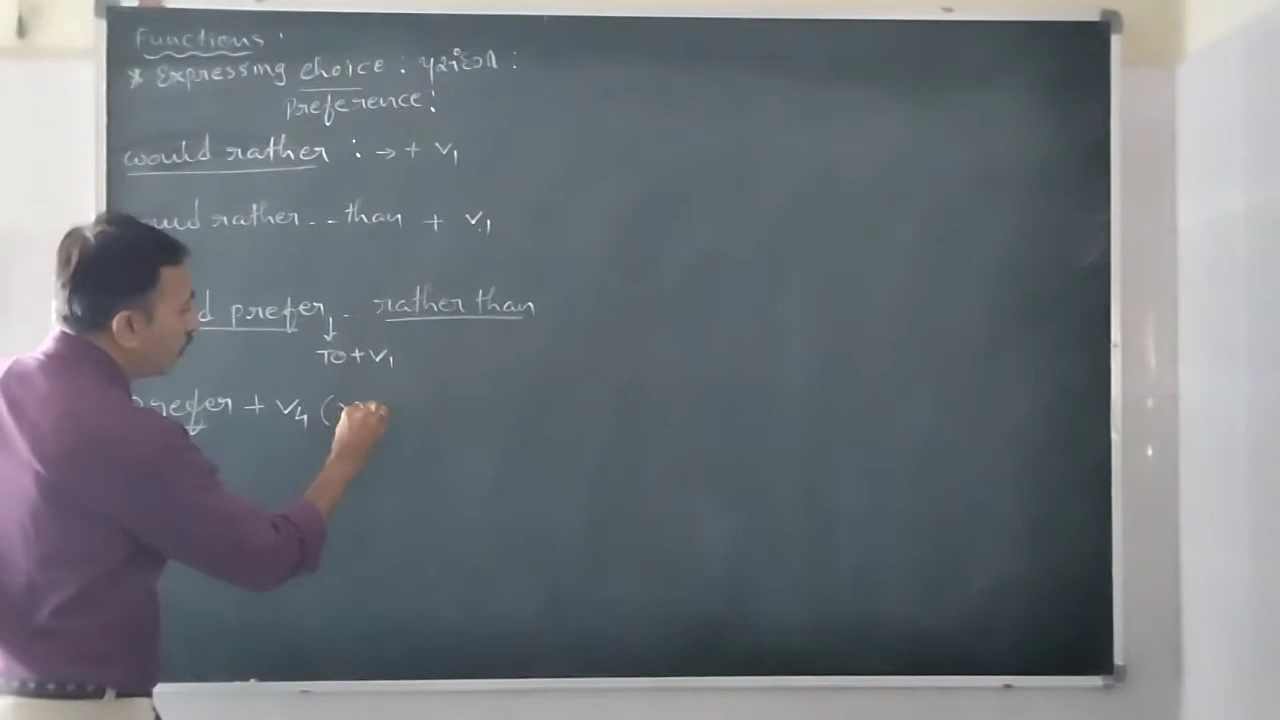 Functions :
* Expressing choice : પસંદગી :
preference :
would rather : → + V₁
rather - - than + V₁
prefer - rather than
↓
TO + V₁
prefer + V₄ (